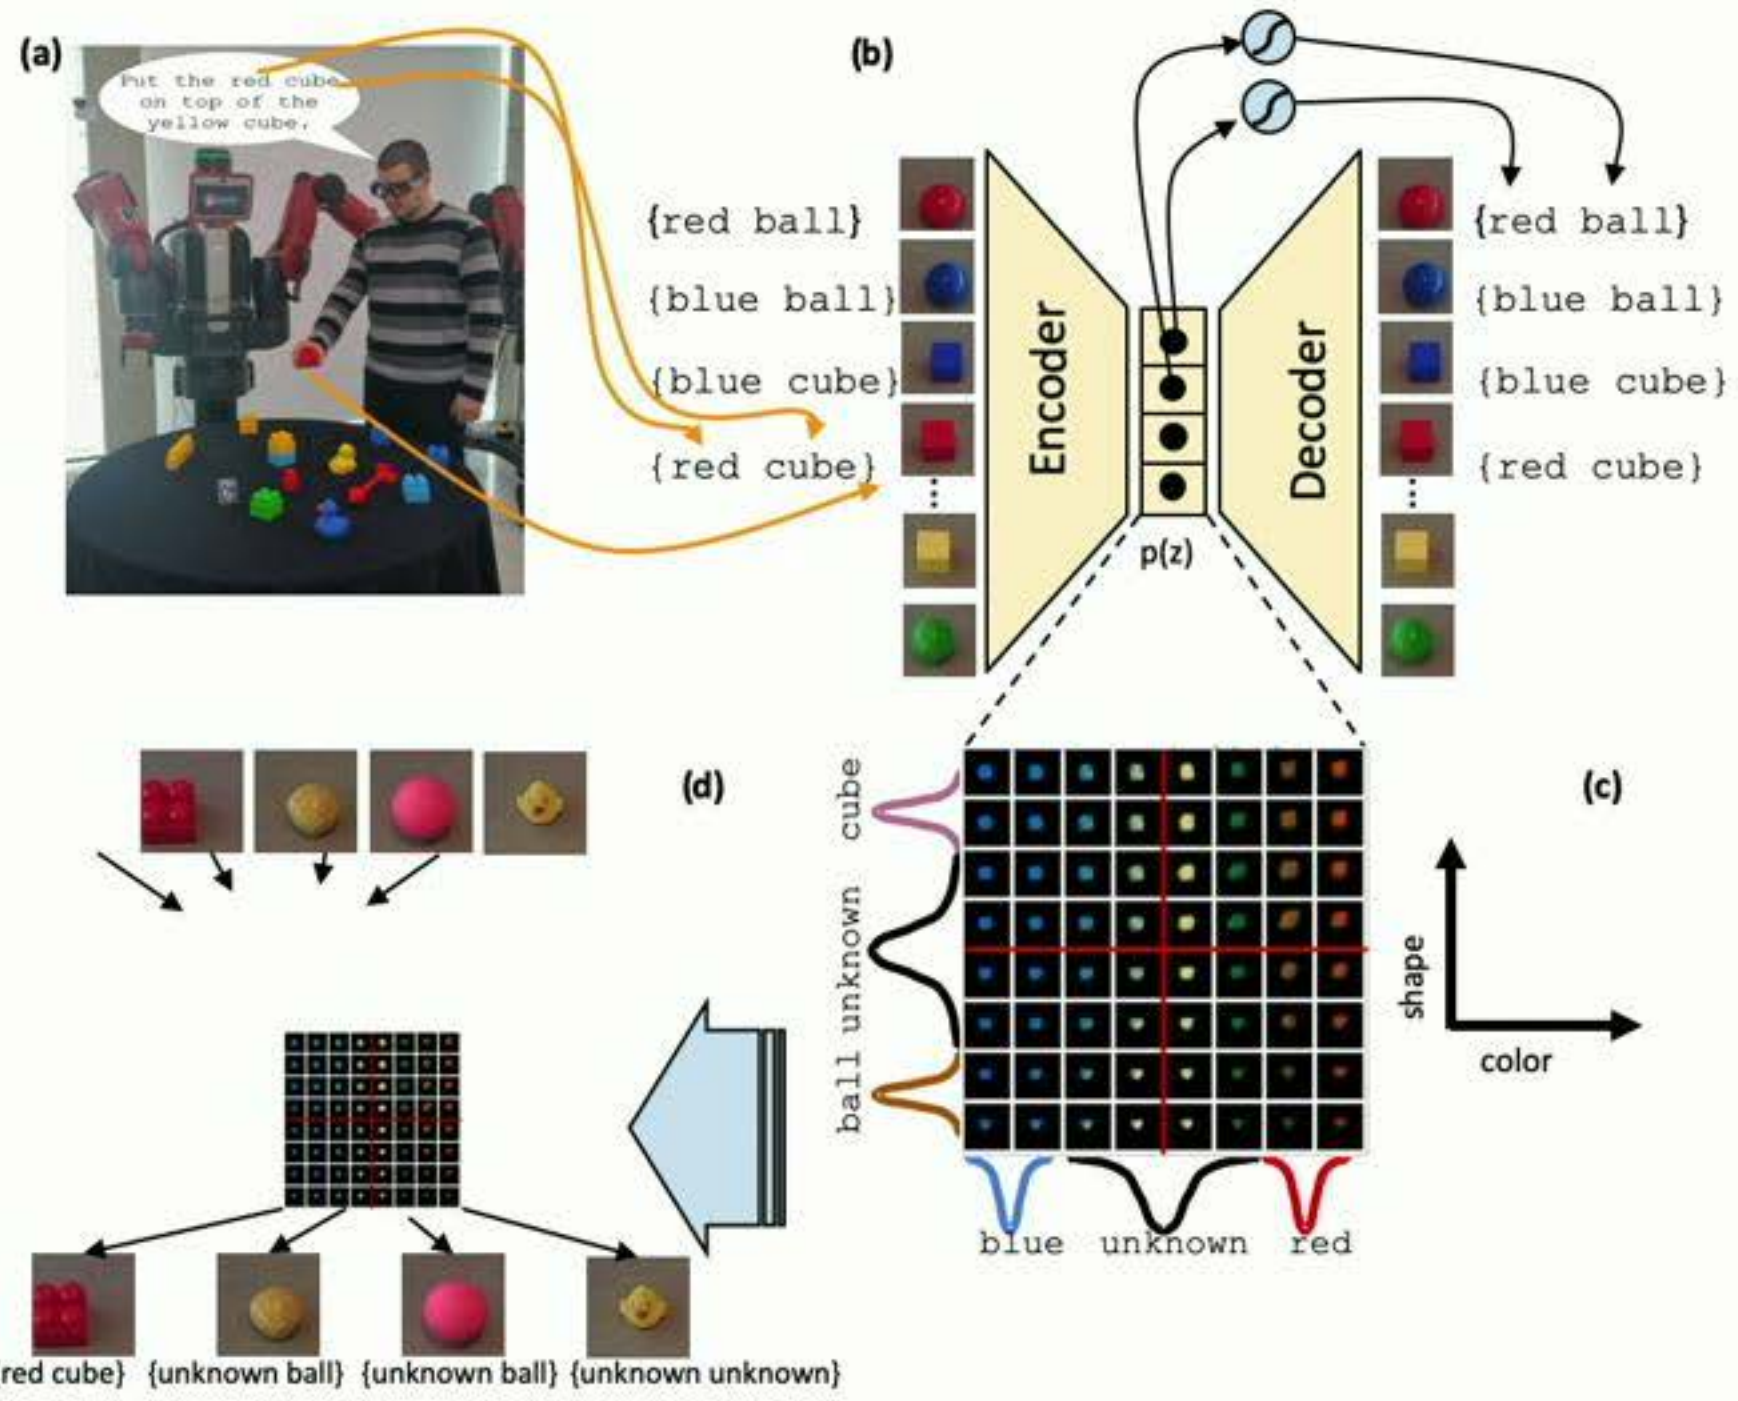 (a)
Put the red cube
on top of the
yellow cube.
(b)
{red ball}
{blue ball}
{blue cube}
{red cube}
Encoder
p(z)
Decoder
{red ball}
{blue ball}
{blue cube}
{red cube}
(c)
cube
unknown
ball
blue unknown red
shape
color
(d)
red cube} {unknown ball} {unknown ball} {unknown unknown}